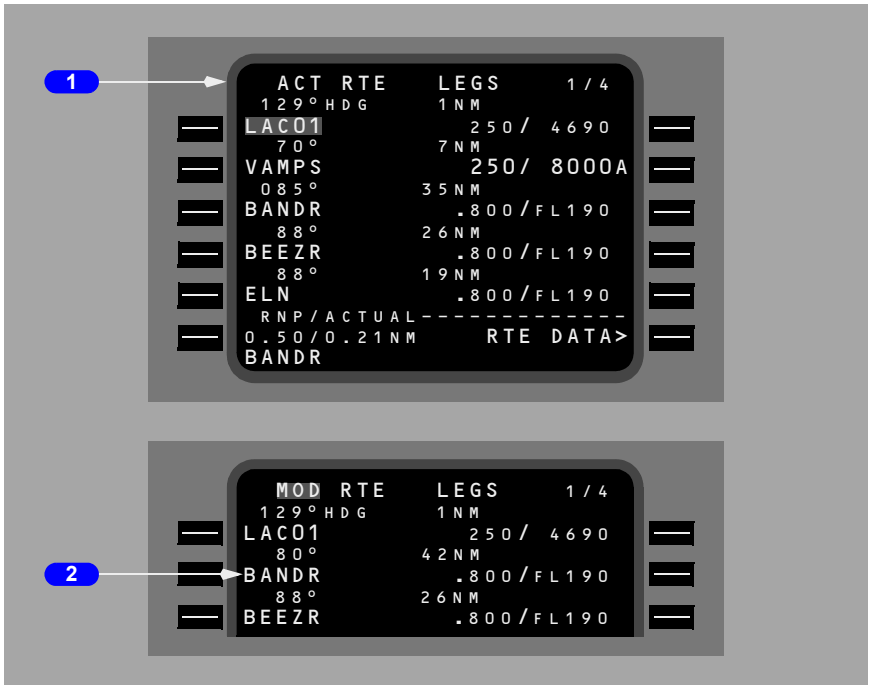 1
ACT RTE LEGS 1/4
129°HDG 1NM
LACO1 250/ 4690
70° 7NM
VAMPS 250/ 8000A
085° 35NM
BANDR .800/FL190
88° 26NM
BEEZR .800/FL190
88° 19NM
ELN .800/FL190
RNP/ACTUAL-------------
0.50/0.21NM RTE DATA>
BANDR
MOD RTE LEGS 1/4
129°HDG 1NM
LACO1 250/ 4690
80° 42NM
2
BANDR .800/FL190
88° 26NM
BEEZR .800/FL190